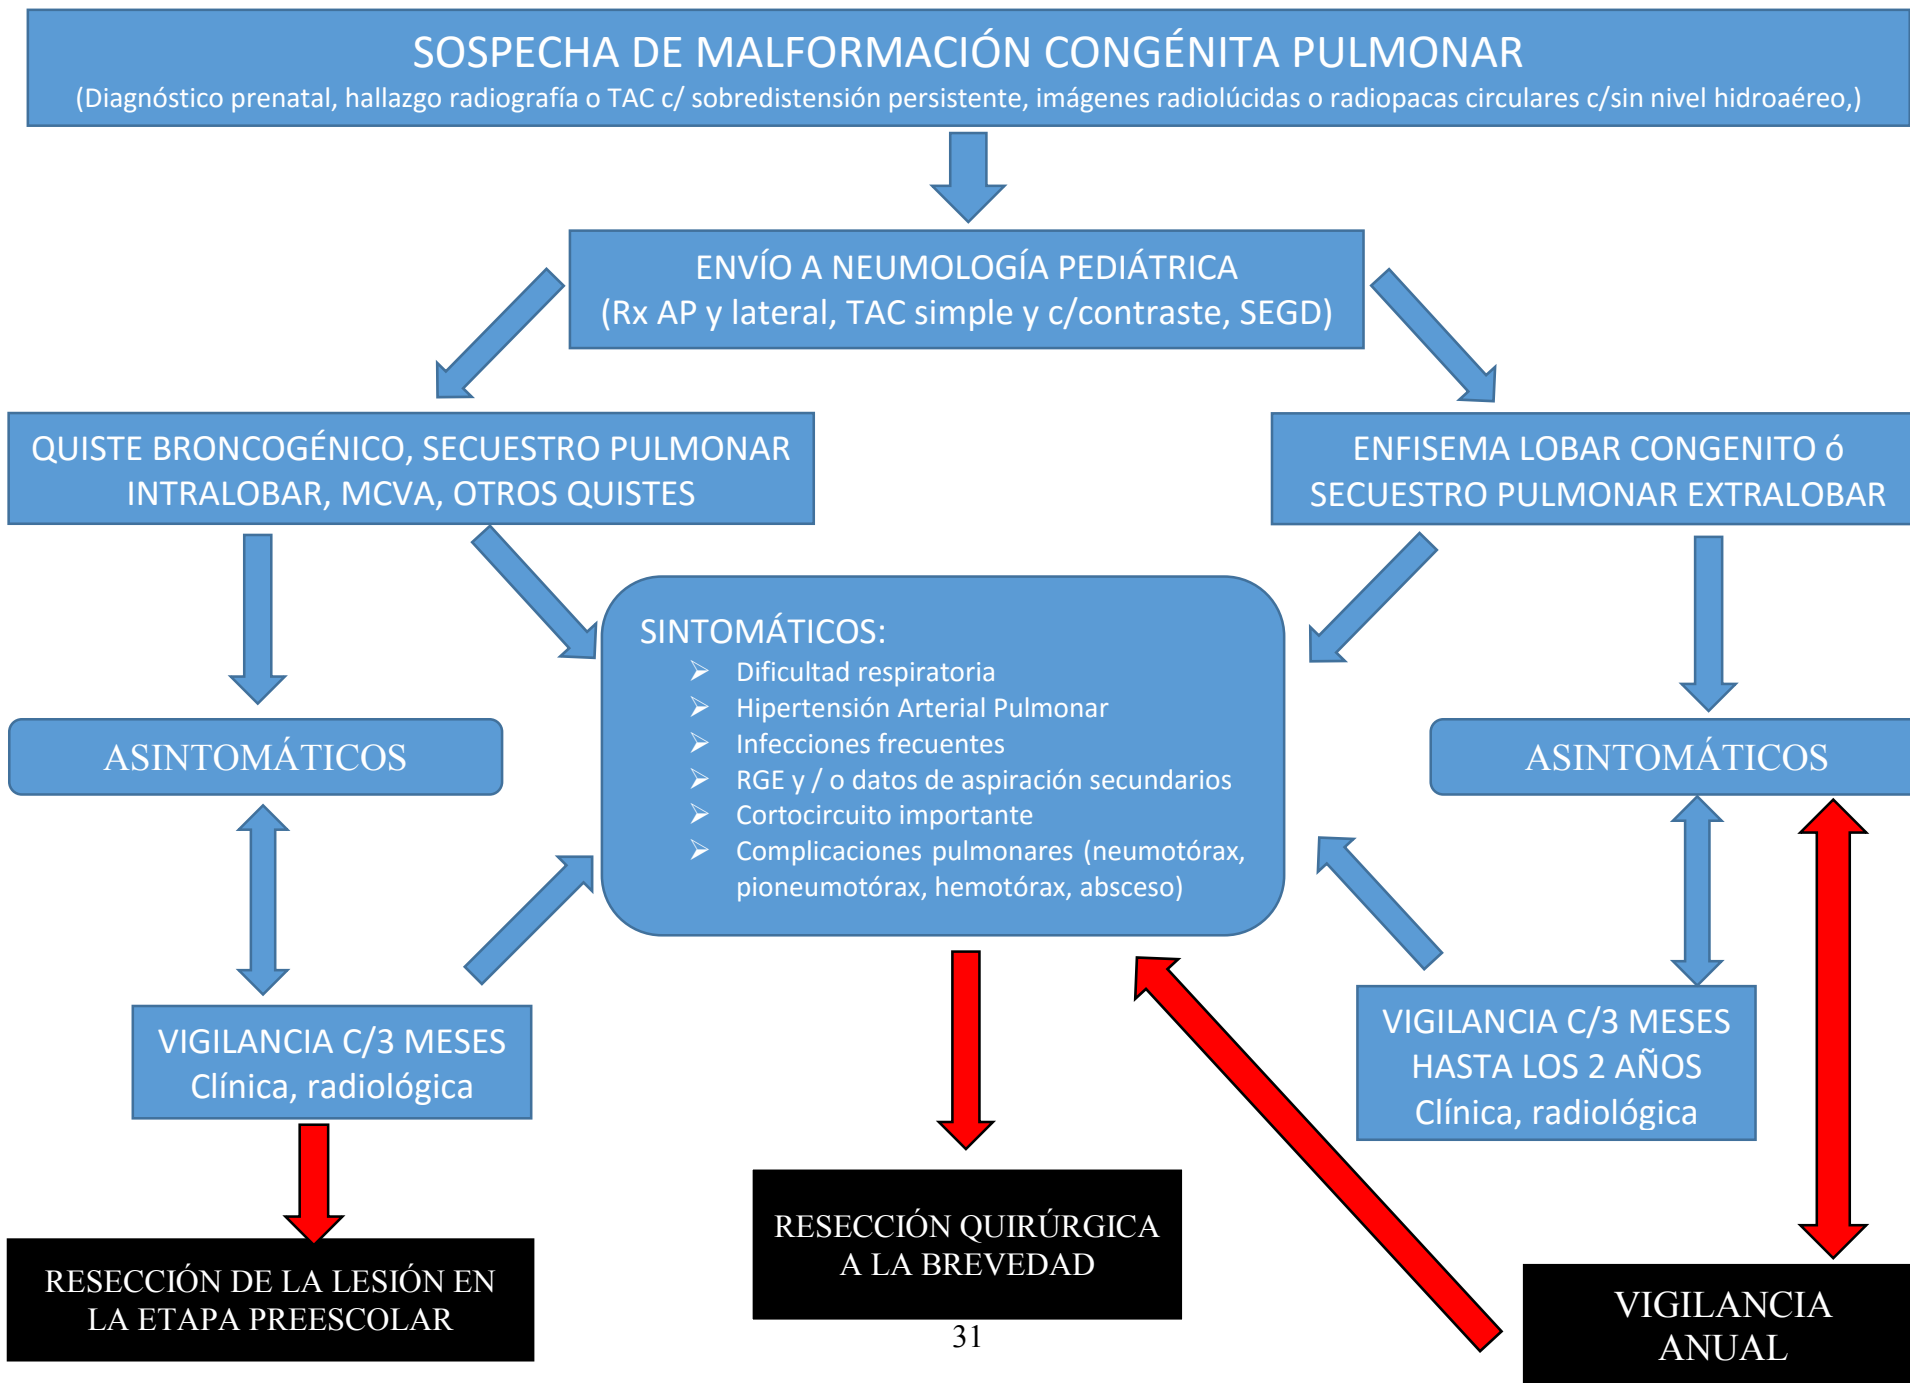 SOSPECHA DE MALFORMACIÓN CONGÉNITA PULMONAR
(Diagnóstico prenatal, hallazgo radiografía o TAC c/ sobredistensión persistente, imágenes radiolúcidas o radiopacas circulares c/sin nivel hidroaéreo,)
ENVÍO A NEUMOLOGÍA PEDIÁTRICA
(Rx AP y lateral, TAC simple y c/contraste, SEGD)
QUISTE BRONCOGÉNICO, SECUESTRO PULMONAR
INTRALOBAR, MCVA, OTROS QUISTES
ENFISEMA LOBAR CONGENITO ó
SECUESTRO PULMONAR EXTRALOBAR
SINTOMÁTICOS:
➢ Dificultad respiratoria
➢ Hipertensión Arterial Pulmonar
➢ Infecciones frecuentes
➢ RGE y / o datos de aspiración secundarios
➢ Cortocircuito importante
➢ Complicaciones pulmonares (neumotórax,
pioneumotórax, hemotórax, absceso)
ASINTOMÁTICOS
ASINTOMÁTICOS
VIGILANCIA C/3 MESES
Clínica, radiológica
VIGILANCIA C/3 MESES
HASTA LOS 2 AÑOS
Clínica, radiológica
RESECCIÓN DE LA LESIÓN EN
LA ETAPA PREESCOLAR
RESECCIÓN QUIRÚRGICA
A LA BREVEDAD
VIGILANCIA
ANUAL
31